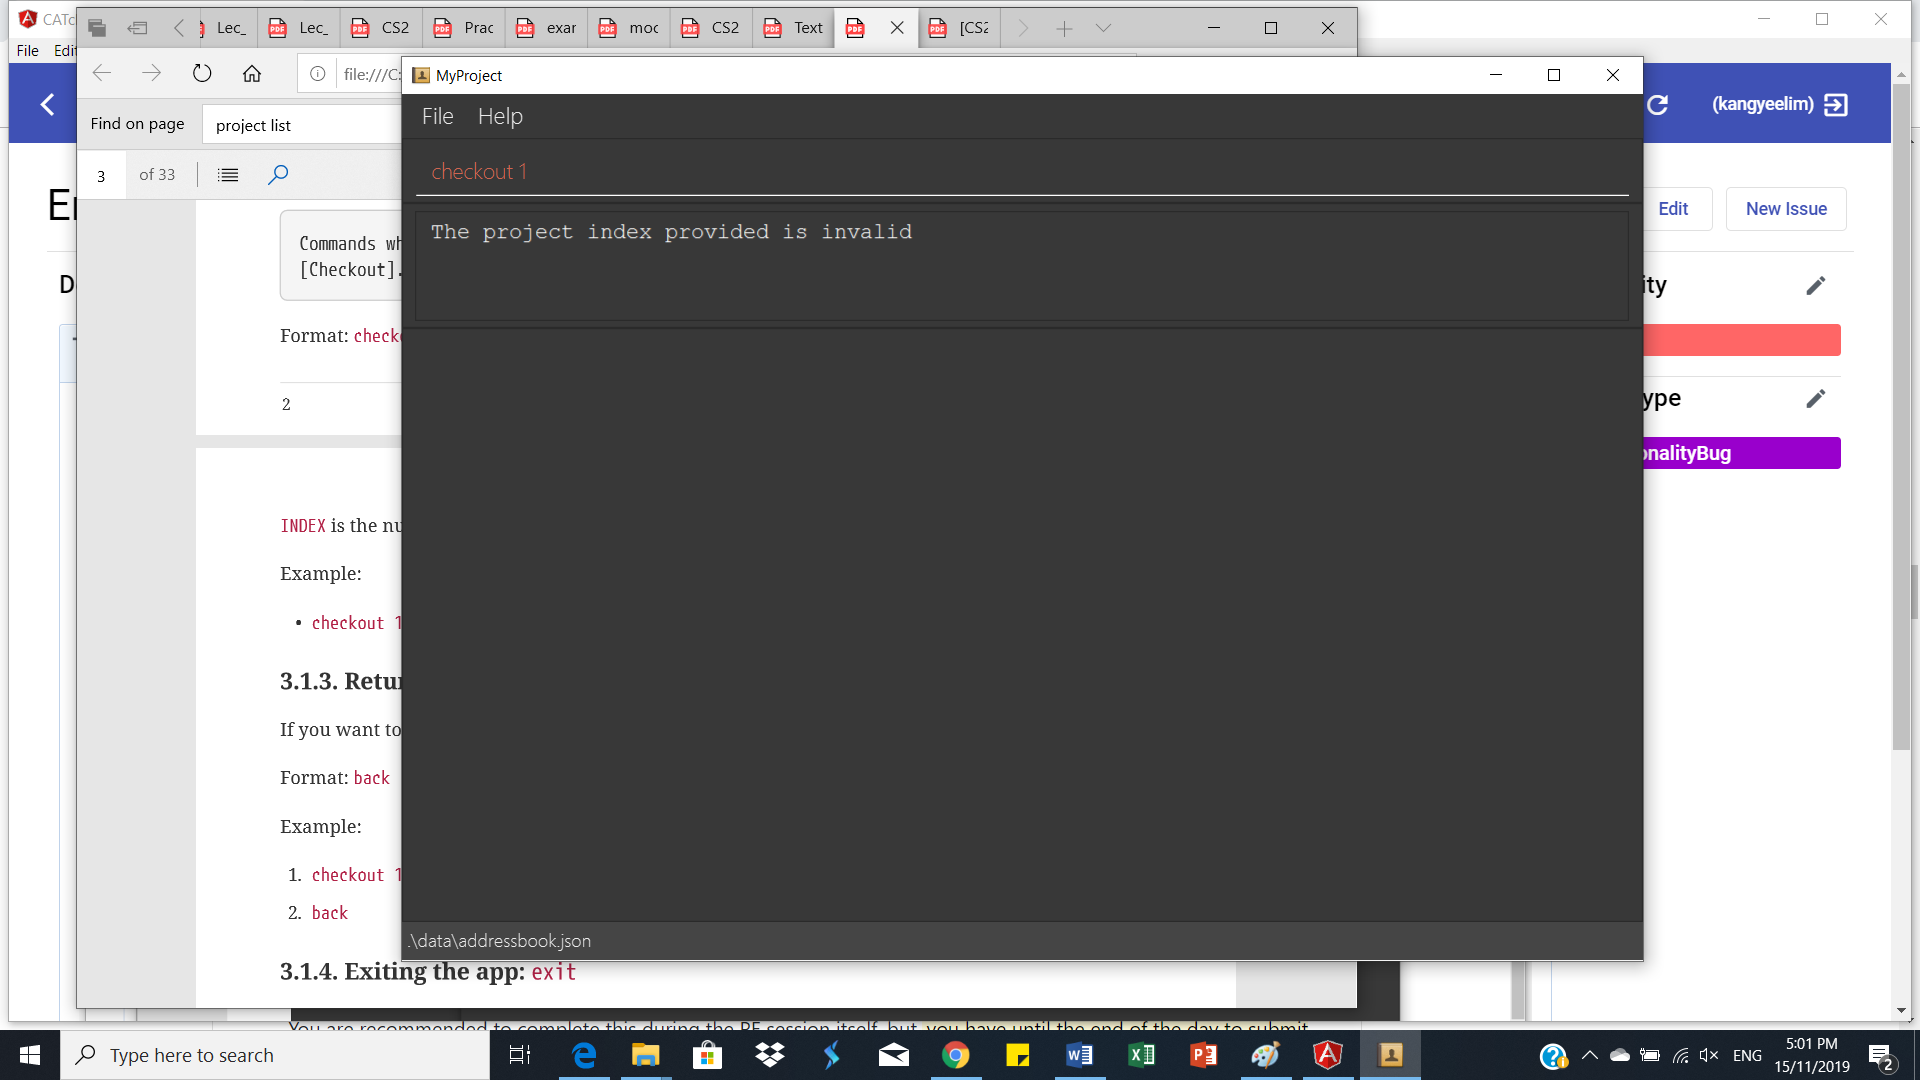 CATc
File Edit
Lec_
Lec_
CS2
Prac
exar
moc
CS2
Text
[CS2
file:///C:
MyProject
Find on page
project list
File Help
(kangyeelim)
3 of 33
checkout 1
Edit
New Issue
Commands wh
[Checkout].
The project index provided is invalid
ity
Format: checko
ype
2
onalityBug
INDEX is the nu
Example:
• checkout 1
3.1.3. Retur
If you want to
Format: back
Example:
1. checkout 1
2. back
.\data\addressbook.json
3.1.4. Exiting the app: exit
You are recommended to complete this during the PE session itself, but you have until the end of the day to submit
Type here to search
ENG
5:01 PM
15/11/2019
2